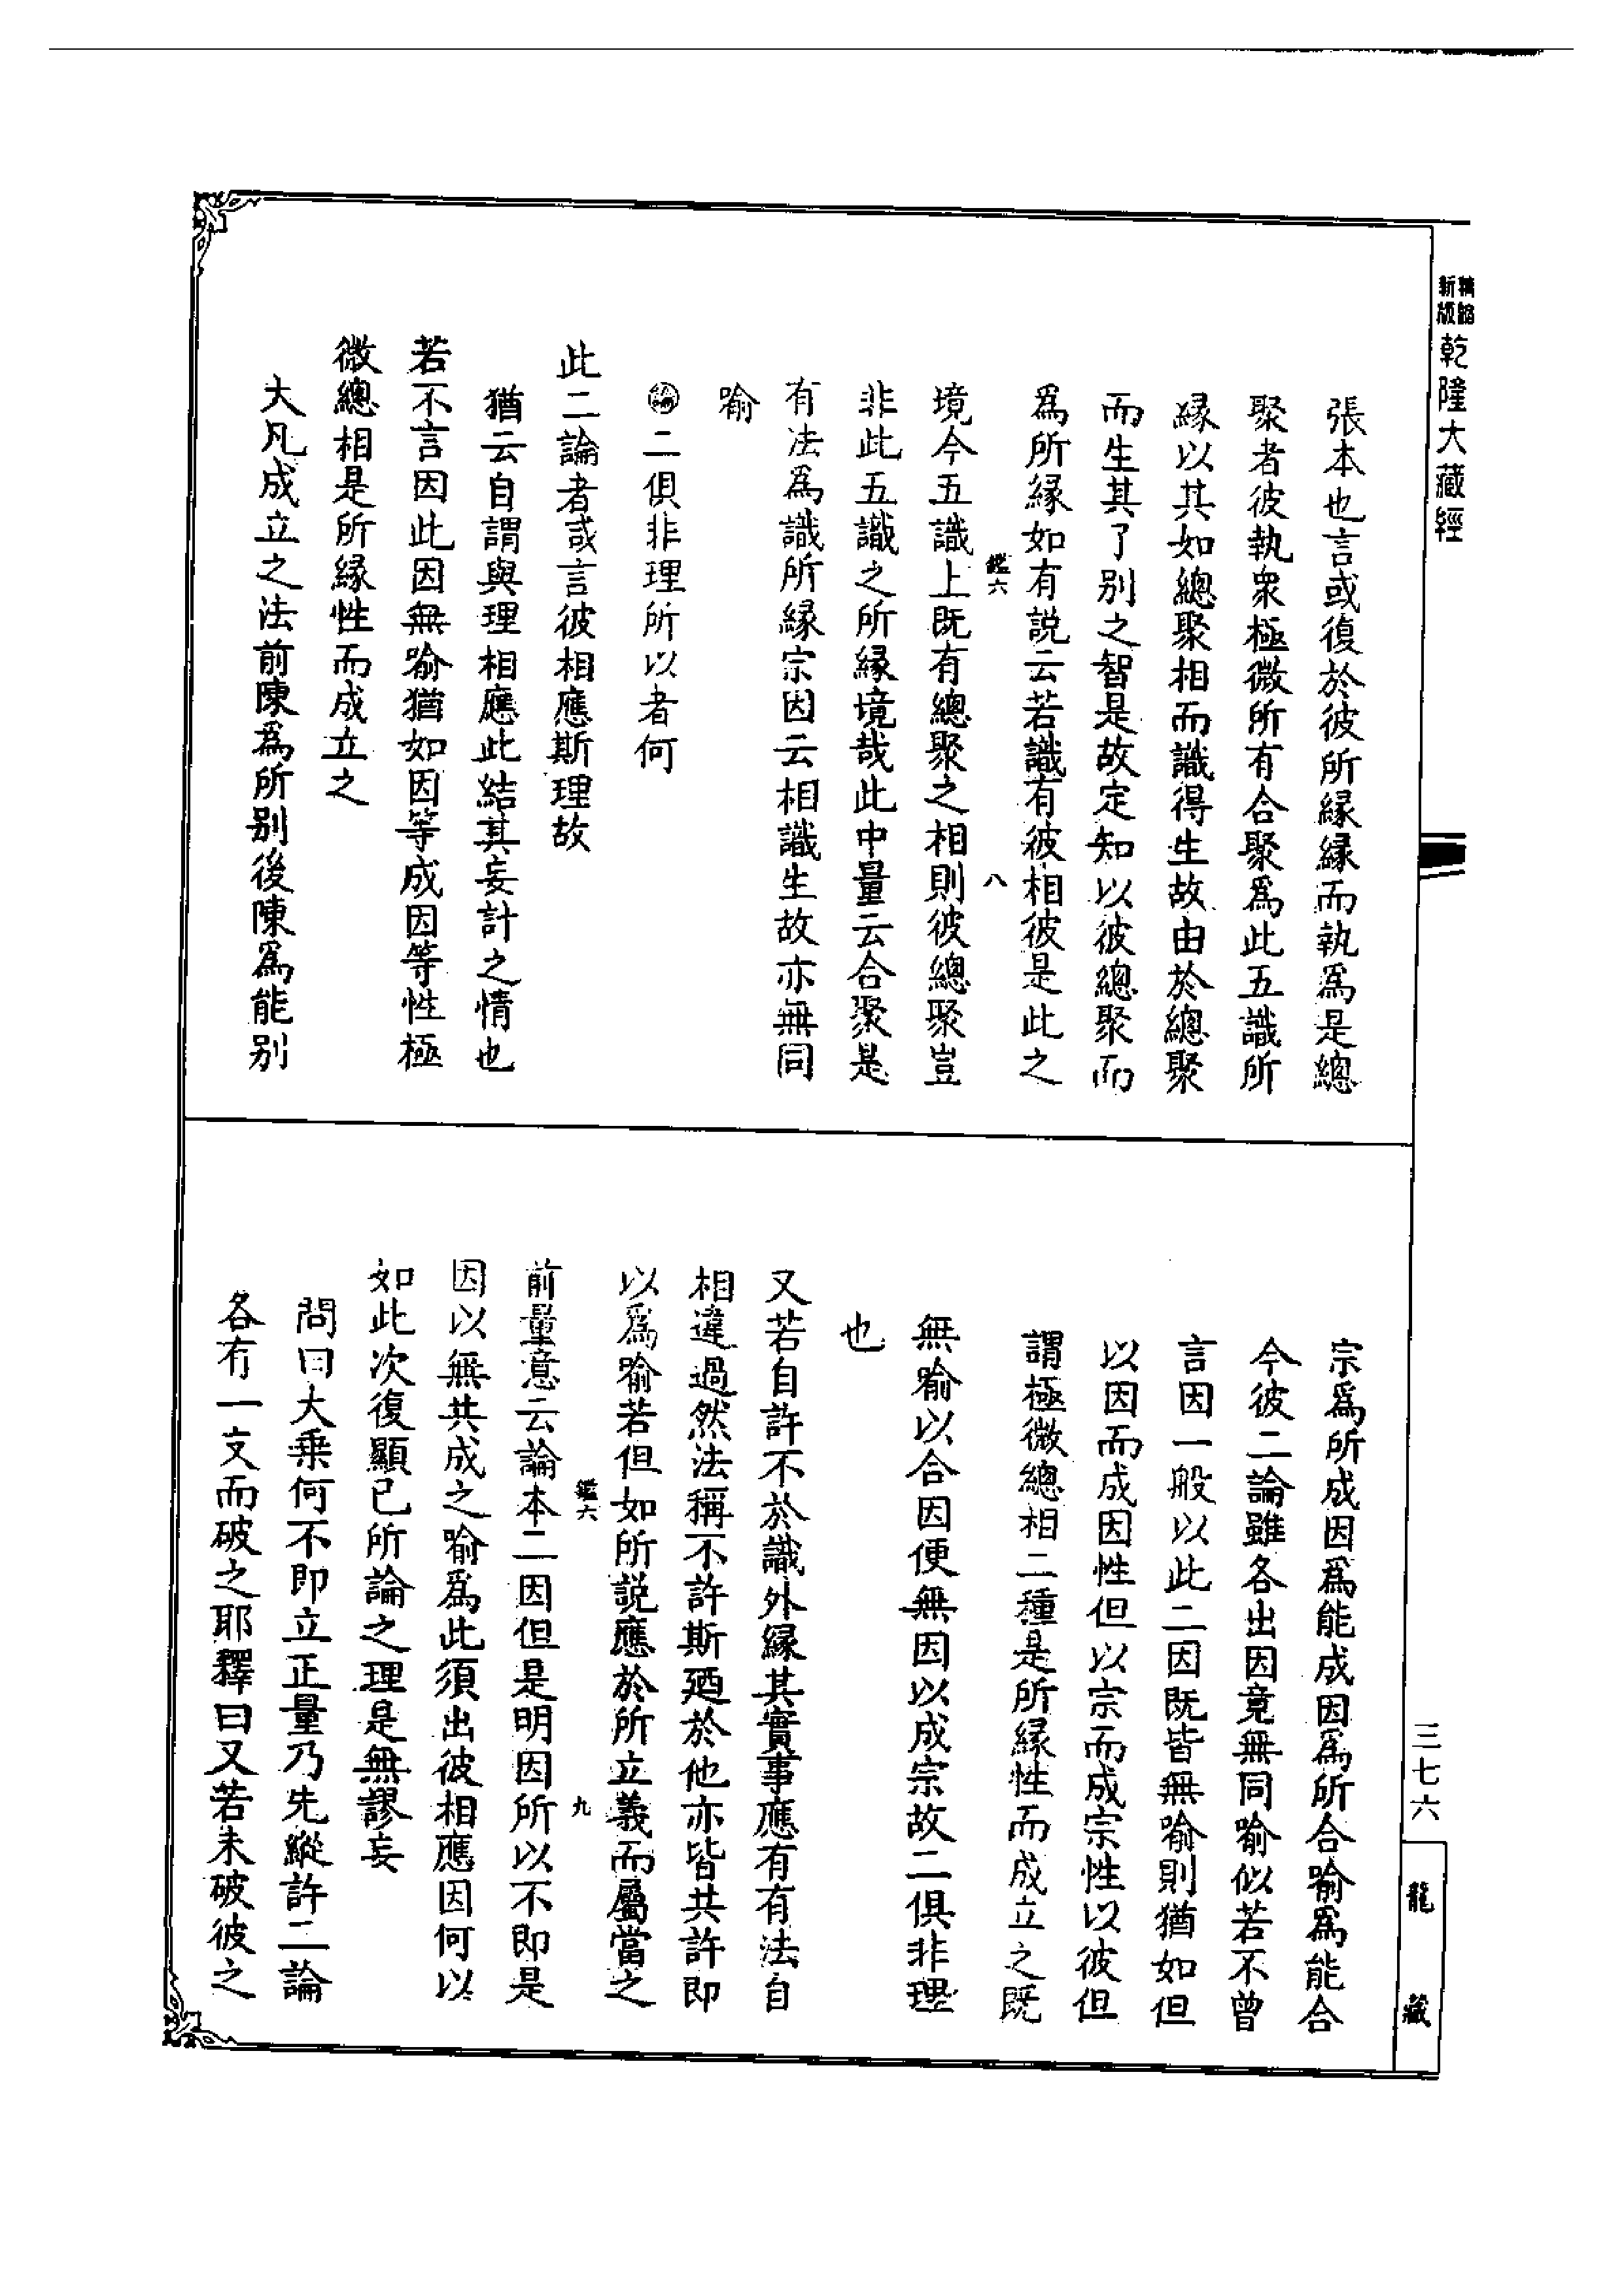 精縮新版乾隆大藏經
張本也言或復於彼所緣緣而執爲是總
聚者彼執衆極微所有合聚爲此五識所
緣以其如總聚相而識得生故由於總聚
而生其了別之智是故定知以彼總聚而
爲所緣如有說云若識有彼相彼是此之
鑑六 八
境今五識上既有總聚之相則彼總聚豈
非此五識之所緣境哉此中量云合聚是
有法爲識所緣宗因云相識生故亦無同
喻
論二俱非理所以者何
此二論者或言彼相應斯理故
猶云自謂與理相應此結其妄計之情也
若不言因此因無喻猶如因等成因等性極
微總相是所緣性而成立之
大凡成立之法前陳爲所別後陳爲能別
宗爲所成因爲能成因爲所合喻爲能合
今彼二論雖各出因竟無同喻似若不曾
言因一般以此二因既皆無喻則猶如但
以因而成因性但以宗而成宗性以彼但
謂極微總相二種是所緣性而成立之既
無喻以合因便無因以成宗故二俱非理
也
又若自許不於識外緣其實事應有有法自
相違過然法稱不許斯廼於他亦皆共許即
以爲喻若但如所說應於所立義而屬當之
鑑六 九
前量意云論本二因但是明因所以不即是
因以無共成之喻爲此須出彼相應因何以
如此次復顯已所論之理是無謬妄
問曰大乘何不即立正量乃先縱許二論
各有一支而破之耶釋曰又若未破彼之
三七六
龍藏